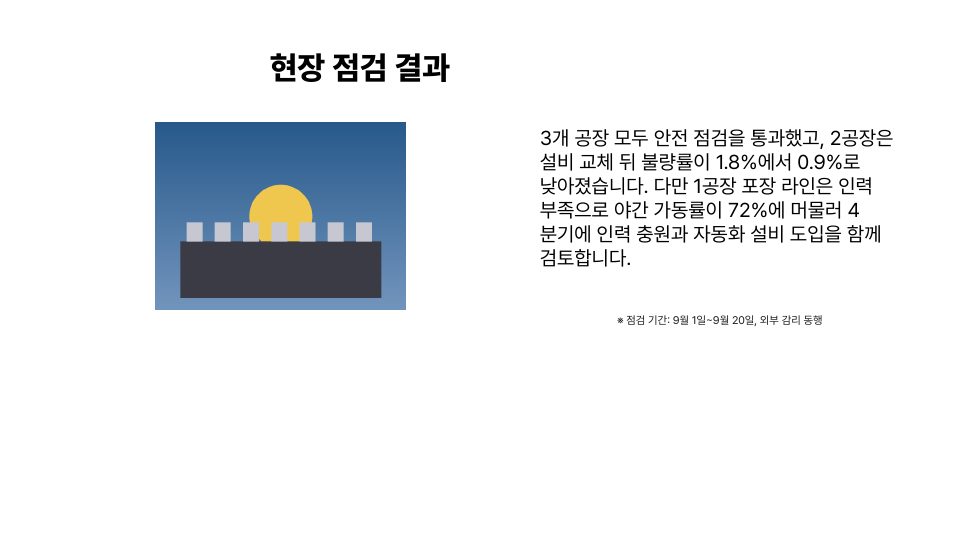 현장 점검 결과
3개 공장 모두 안전 점검을 통과했고, 2공장은
설비 교체 뒤 불량률이 1.8%에서 0.9%로
낮아졌습니다. 다만 1공장 포장 라인은 인력
부족으로 야간 가동률이 72%에 머물러 4
분기에 인력 충원과 자동화 설비 도입을 함께
검토합니다.
※ 점검 기간: 9월 1일~9월 20일, 외부 감리 동행